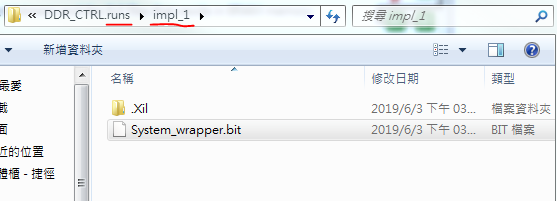 « DDR_CTRL.runs ▸ impl_1 ▸
搜尋 impl_1
新增資料夾
最愛
載
面
近的位置
體櫃 - 捷徑
名稱 修改日期 類型
.Xil 2019/6/3 下午 03... 檔案資料夾
System_wrapper.bit 2019/6/3 下午 03... BIT 檔案